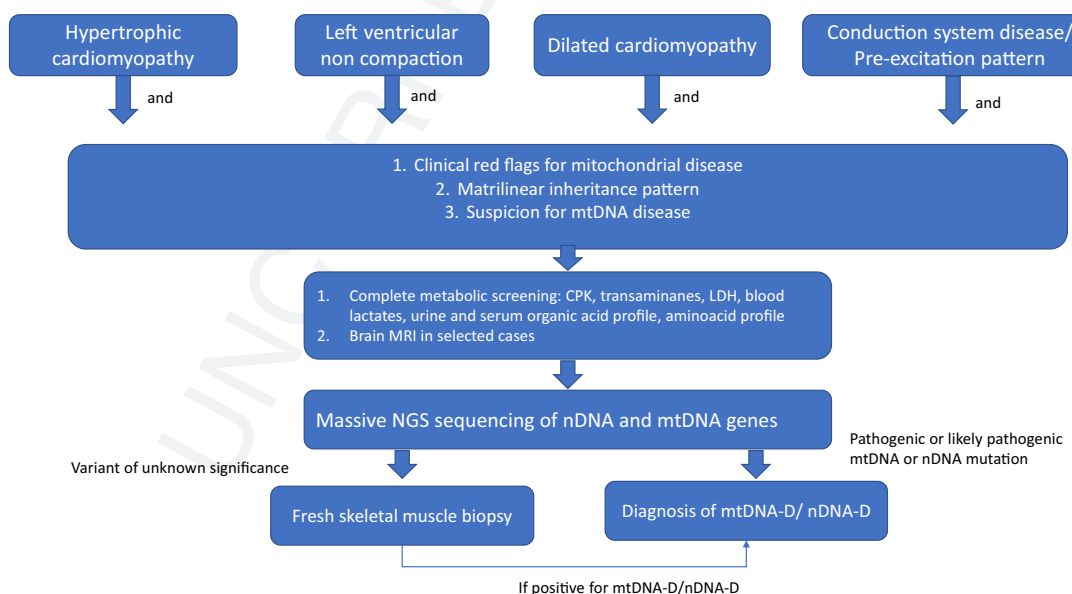 Hypertrophic
cardiomyopathy
Left ventricular
non compaction
Dilated cardiomyopathy
Conduction system disease/
Pre-excitation pattern
and
and
and
and
1. Clinical red flags for mitochondrial disease
2. Matrilinear inheritance pattern
3. Suspicion for mtDNA disease
1. Complete metabolic screening: CPK, transaminanes, LDH, blood
lactates, urine and serum organic acid profile, aminoacid profile
2. Brain MRI in selected cases
Massive NGS sequencing of nDNA and mtDNA genes
Variant of unknown significance
Pathogenic or likely pathogenic
mtDNA or nDNA mutation
Fresh skeletal muscle biopsy
Diagnosis of mtDNA-D/ nDNA-D
If positive for mtDNA-D/nDNA-D